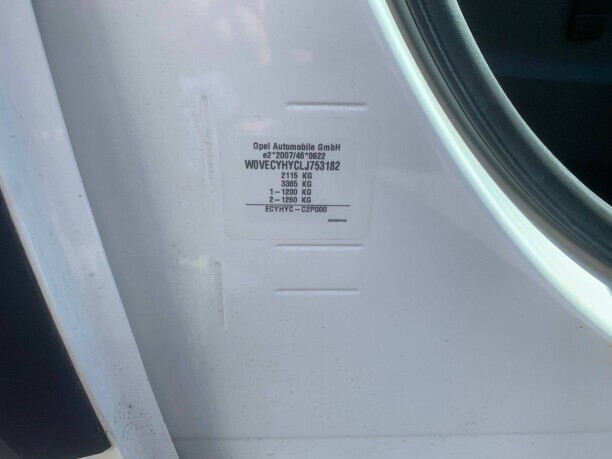 Opel Automobile GmbH
e2*2007/46*0622
W0VECYHYCLJ753182
2115 KG
3365 KG
1-1200 KG
2-1260 KG
ECYHYC-C2P000